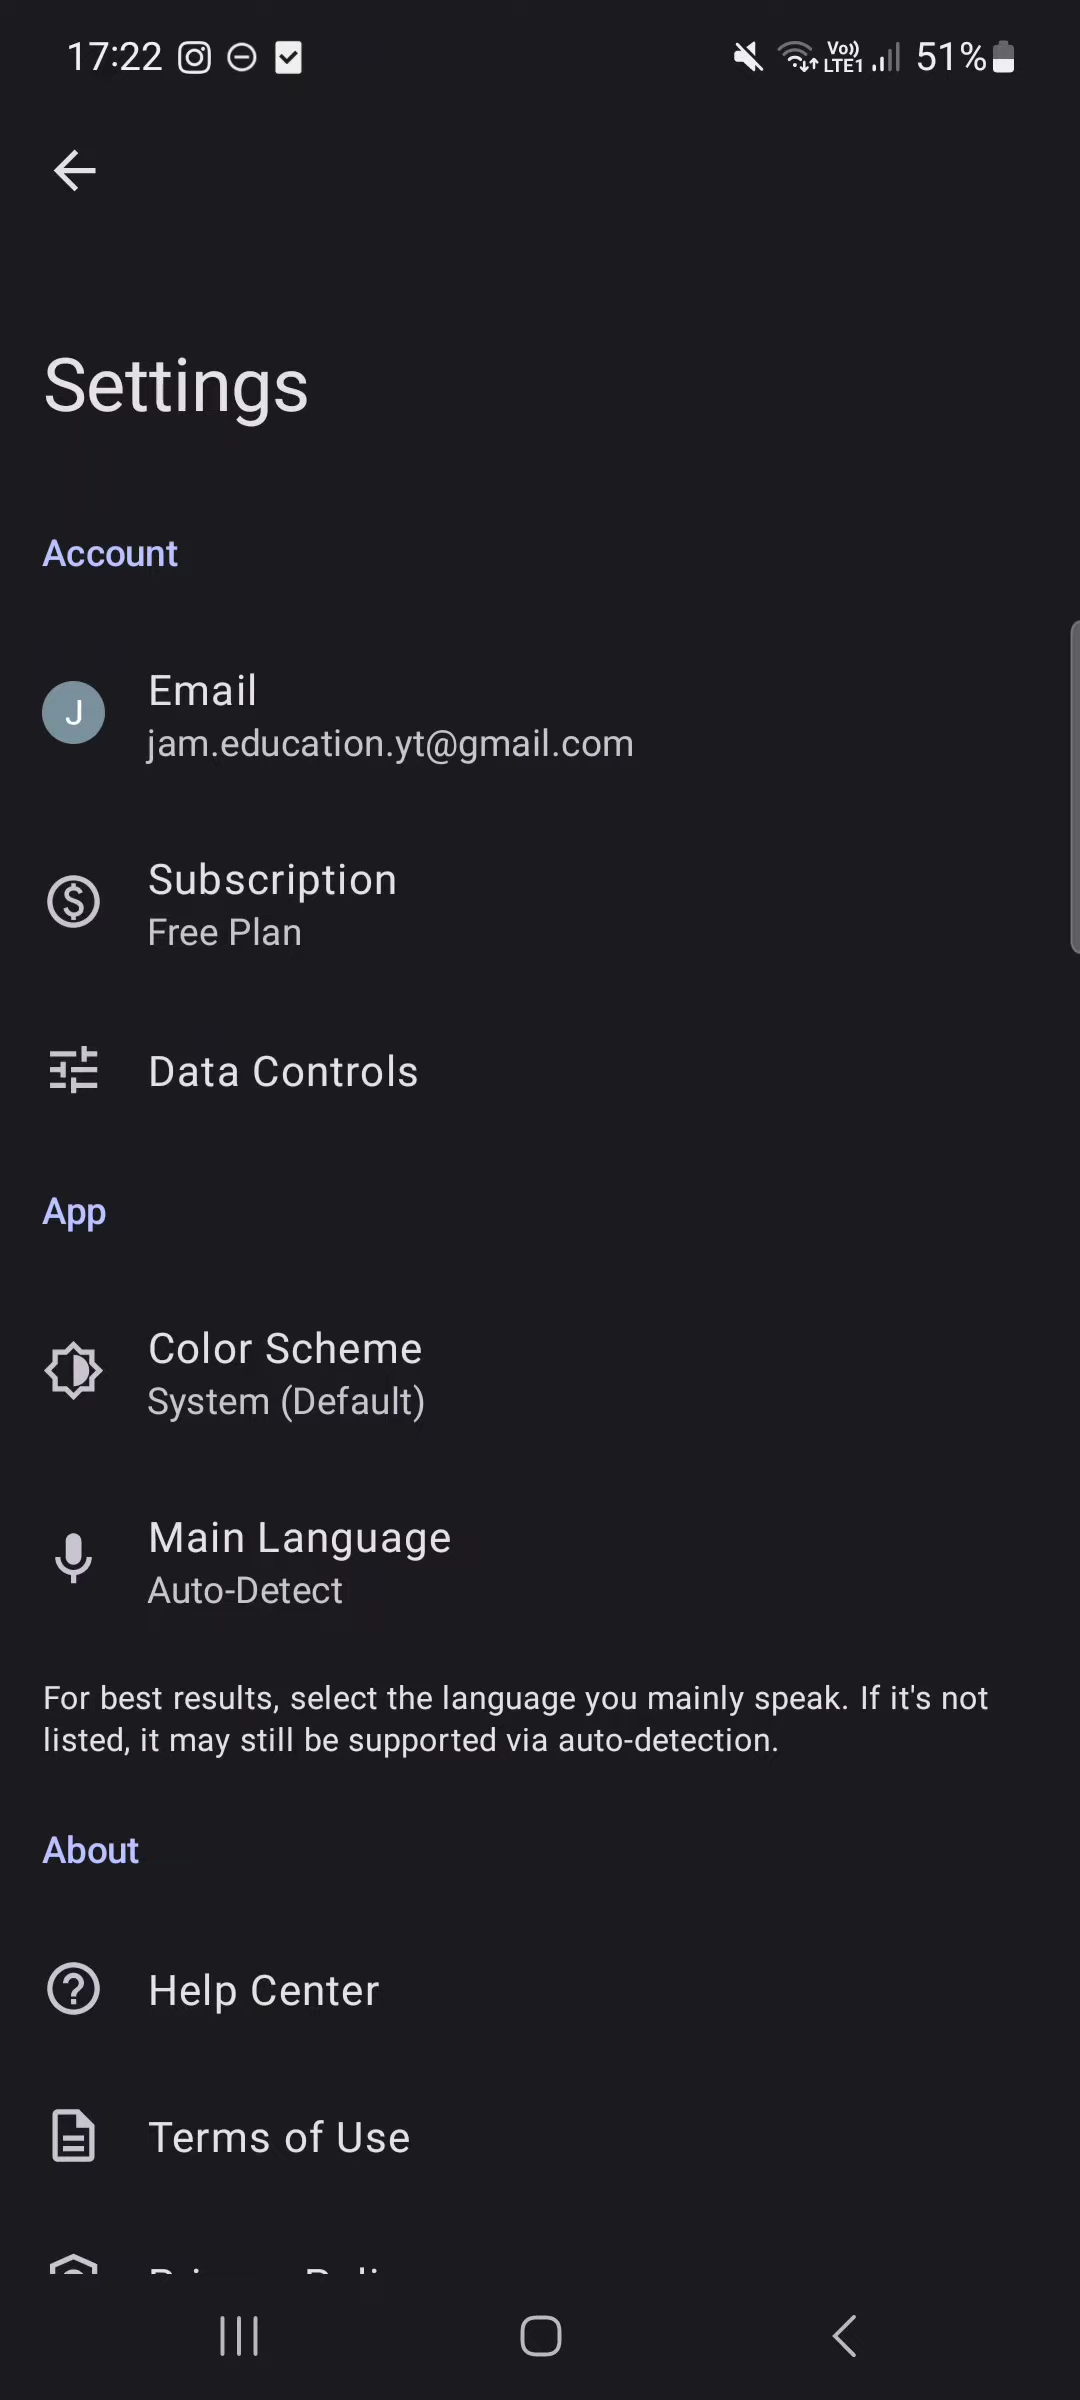 17:22
Vo))
LTE1
51%
Settings
Account
J
Email
jam.education.yt@gmail.com
Subscription
Free Plan
Data Controls
App
Color Scheme
System (Default)
Main Language
Auto-Detect
For best results, select the language you mainly speak. If it's not
listed, it may still be supported via auto-detection.
About
Help Center
Terms of Use